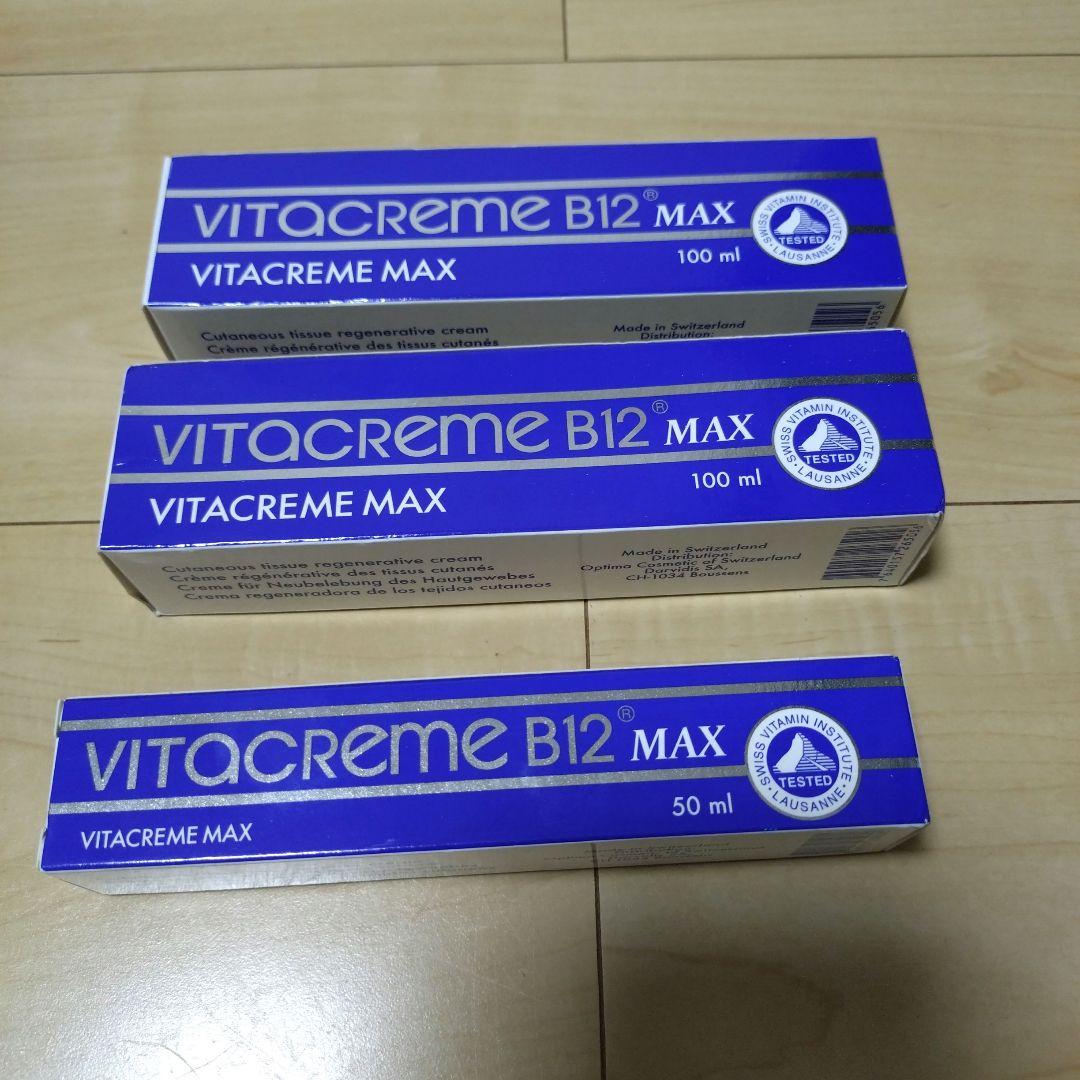 VITACREME B12® MAX
100 ml
VITACREME MAX
SWISS VITAMIN INSTITUTE
TESTED
LAUSANNE
Cutaneous tissue regenerative cream
Crème régénérative des tissus cutanés
Made in Switzerland
Distribution:
VITACREME B12® MAX
100 ml
VITACREME MAX
SWISS VITAMIN INSTITUTE
TESTED
LAUSANNE
Cutaneous tissue regenerative cream
Crème régénérative des tissus cutanés
Creme für Neubelebung des Hautgewebes
Crema regeneradora de los tejidos cutaneos
Made in Switzerland
Distribution:
Optima Cosmetic of Switzerland
Darvidis SA,
CH-1034 Boussens
VITACREME B12® MAX
50 ml
VITACREME MAX
SWISS VITAMIN INSTITUTE
TESTED
LAUSANNE